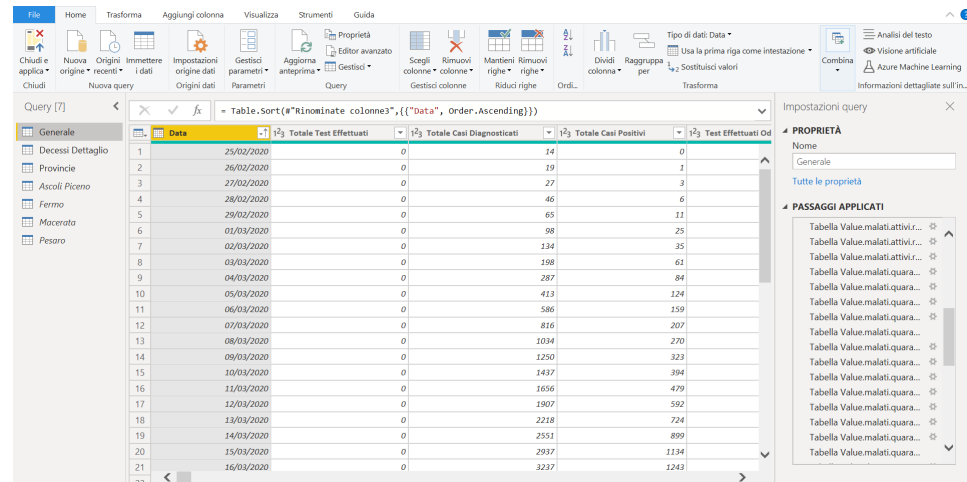 File Home Trasforma Aggiungi colonna Visualizza Strumenti Guida
Chiudi e applica
Nuova origine
Origini recenti
Immettere i dati
Impostazioni origine dati
Gestisci parametri
Aggiorna anteprima
Proprietà
Editor avanzato
Gestisci
Scegli colonne
Rimuovi colonne
Mantieni righe
Rimuovi righe
Dividi colonna
Raggruppa per
Tipo di dati: Data
Usa la prima riga come intestazione
Sostituisci valori
Combina
Analisi del testo
Visione artificiale
Azure Machine Learning
Chiudi Nuova query Origini dati Parametri Query Gestisci colonne Riduci righe Ordi... Trasforma Informazioni dettagliate sull'in...
Query [7]
Generale
Decessi Dettaglio
Provincie
Ascoli Piceno
Fermo
Macerata
Pesaro
fx = Table.Sort(#"Rinominate colonne3",{{"Data", Order.Ascending}})
Data 1²3 Totale Test Effettuati 1²3 Totale Casi Diagnosticati 1²3 Totale Casi Positivi 1²3 Test Effettuati Od
1 25/02/2020 0 14 0
2 26/02/2020 0 19 1
3 27/02/2020 0 27 3
4 28/02/2020 0 46 6
5 29/02/2020 0 65 11
6 01/03/2020 0 98 25
7 02/03/2020 0 134 35
8 03/03/2020 0 198 61
9 04/03/2020 0 287 84
10 05/03/2020 0 413 124
11 06/03/2020 0 586 159
12 07/03/2020 0 816 207
13 08/03/2020 0 1034 270
14 09/03/2020 0 1250 323
15 10/03/2020 0 1437 394
16 11/03/2020 0 1656 479
17 12/03/2020 0 1907 592
18 13/03/2020 0 2218 724
19 14/03/2020 0 2551 899
20 15/03/2020 0 2937 1134
21 16/03/2020 0 3237 1243
Impostazioni query
PROPRIETÀ
Nome
Generale
Tutte le proprietà
PASSAGGI APPLICATI
Tabella Value.malati.attivi.r...
Tabella Value.malati.attivi.r...
Tabella Value.malati.attivi.r...
Tabella Value.malati.quara...
Tabella Value.malati.quara...
Tabella Value.malati.quara...
Tabella Value.malati.quara...
Tabella Value.malati.quara...
Tabella Value.malati.quara...
Tabella Value.malati.quara...
Tabella Value.malati.quara...
Tabella Value.malati.quara...
Tabella Value.malati.quara...
Tabella Value.malati.quara...
Tabella Value.malati.quara...
Tabella Value.malati.quara...